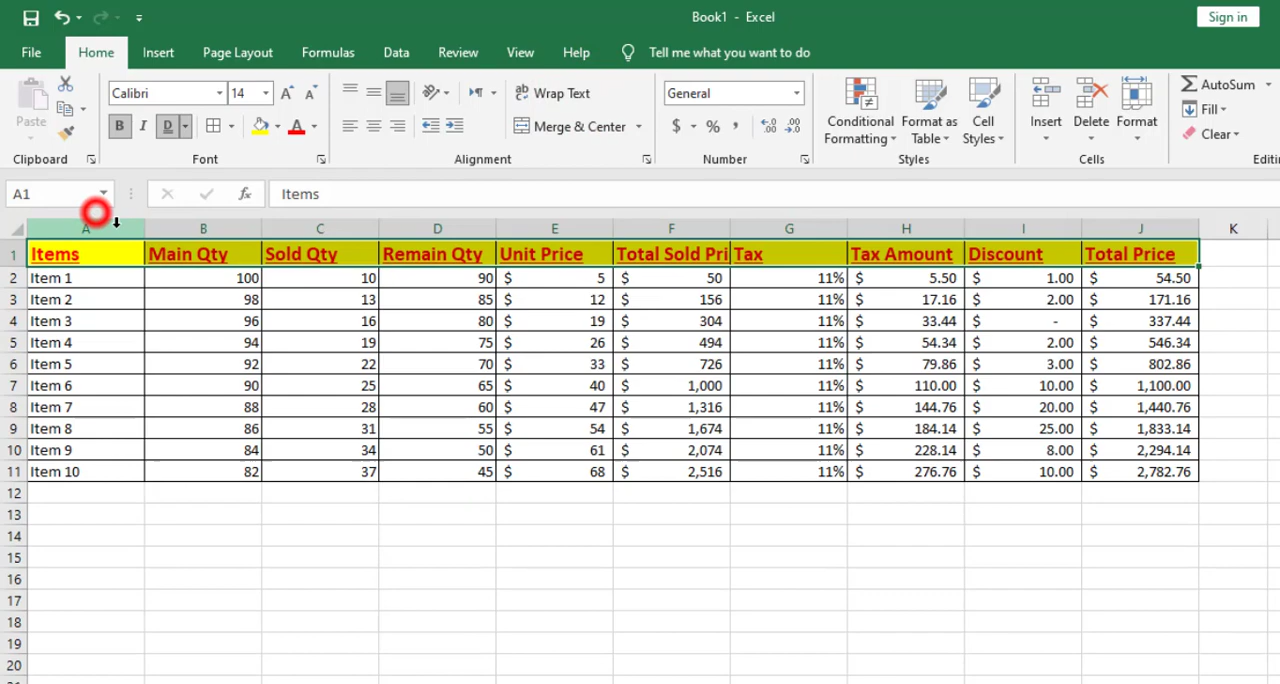 Book1 - Excel
Sign in
File Home Insert Page Layout Formulas Data Review View Help Tell me what you want to do
Paste
Calibri 14
B I D
Wrap Text
Merge & Center
General
$ % ,
Conditional Formatting
Format as Table
Cell Styles
Insert Delete Format
AutoSum
Fill
Clear
Clipboard Font Alignment Number Styles Cells Editi
A1 fx Items
A B C D E F G H I J K
1 Items Main Qty Sold Qty Remain Qty Unit Price Total Sold Pri Tax Tax Amount Discount Total Price
2 Item 1 100 10 90 $ 5 $ 50 11% $ 5.50 $ 1.00 $ 54.50
3 Item 2 98 13 85 $ 12 $ 156 11% $ 17.16 $ 2.00 $ 171.16
4 Item 3 96 16 80 $ 19 $ 304 11% $ 33.44 $ - $ 337.44
5 Item 4 94 19 75 $ 26 $ 494 11% $ 54.34 $ 2.00 $ 546.34
6 Item 5 92 22 70 $ 33 $ 726 11% $ 79.86 $ 3.00 $ 802.86
7 Item 6 90 25 65 $ 40 $ 1,000 11% $ 110.00 $ 10.00 $ 1,100.00
8 Item 7 88 28 60 $ 47 $ 1,316 11% $ 144.76 $ 20.00 $ 1,440.76
9 Item 8 86 31 55 $ 54 $ 1,674 11% $ 184.14 $ 25.00 $ 1,833.14
10 Item 9 84 34 50 $ 61 $ 2,074 11% $ 228.14 $ 8.00 $ 2,294.14
11 Item 10 82 37 45 $ 68 $ 2,516 11% $ 276.76 $ 10.00 $ 2,782.76
12
13
14
15
16
17
18
19
20